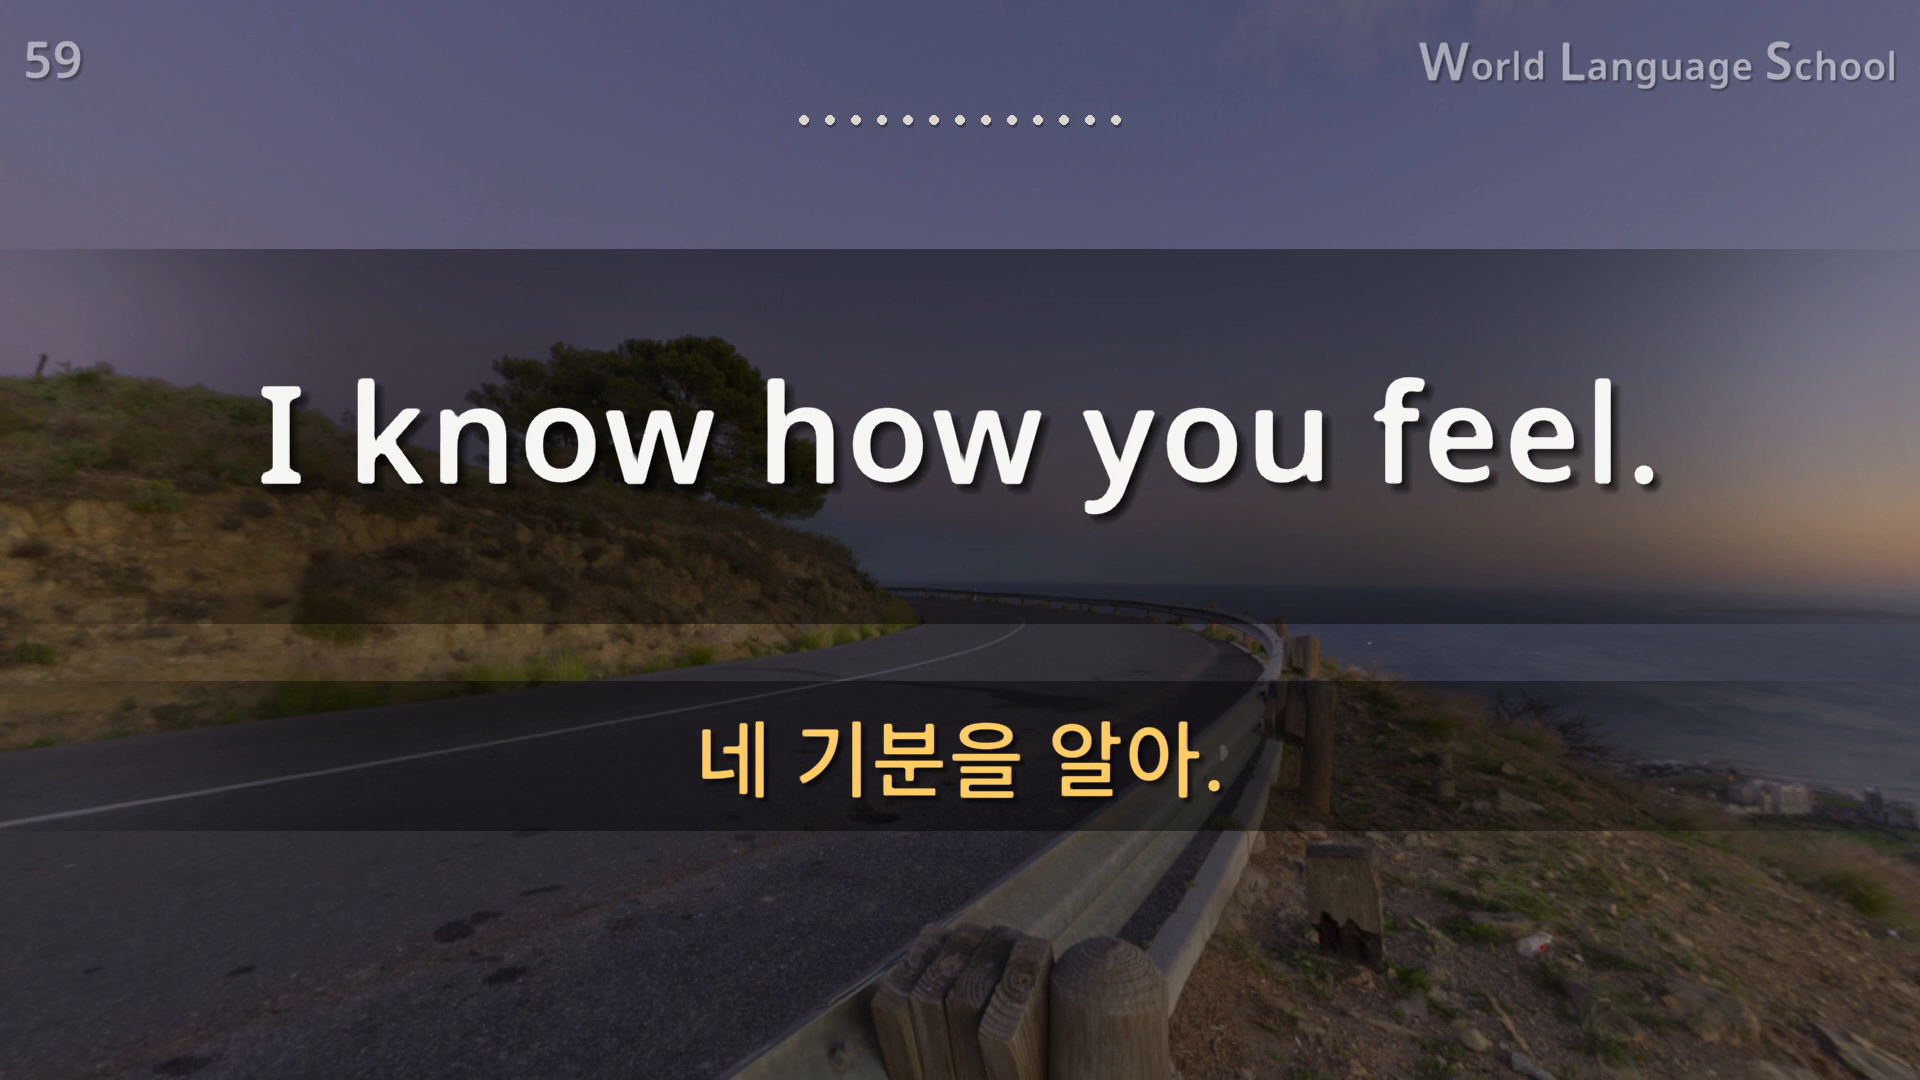 59
World Language School
I know how you feel.
네 기분을 알아.